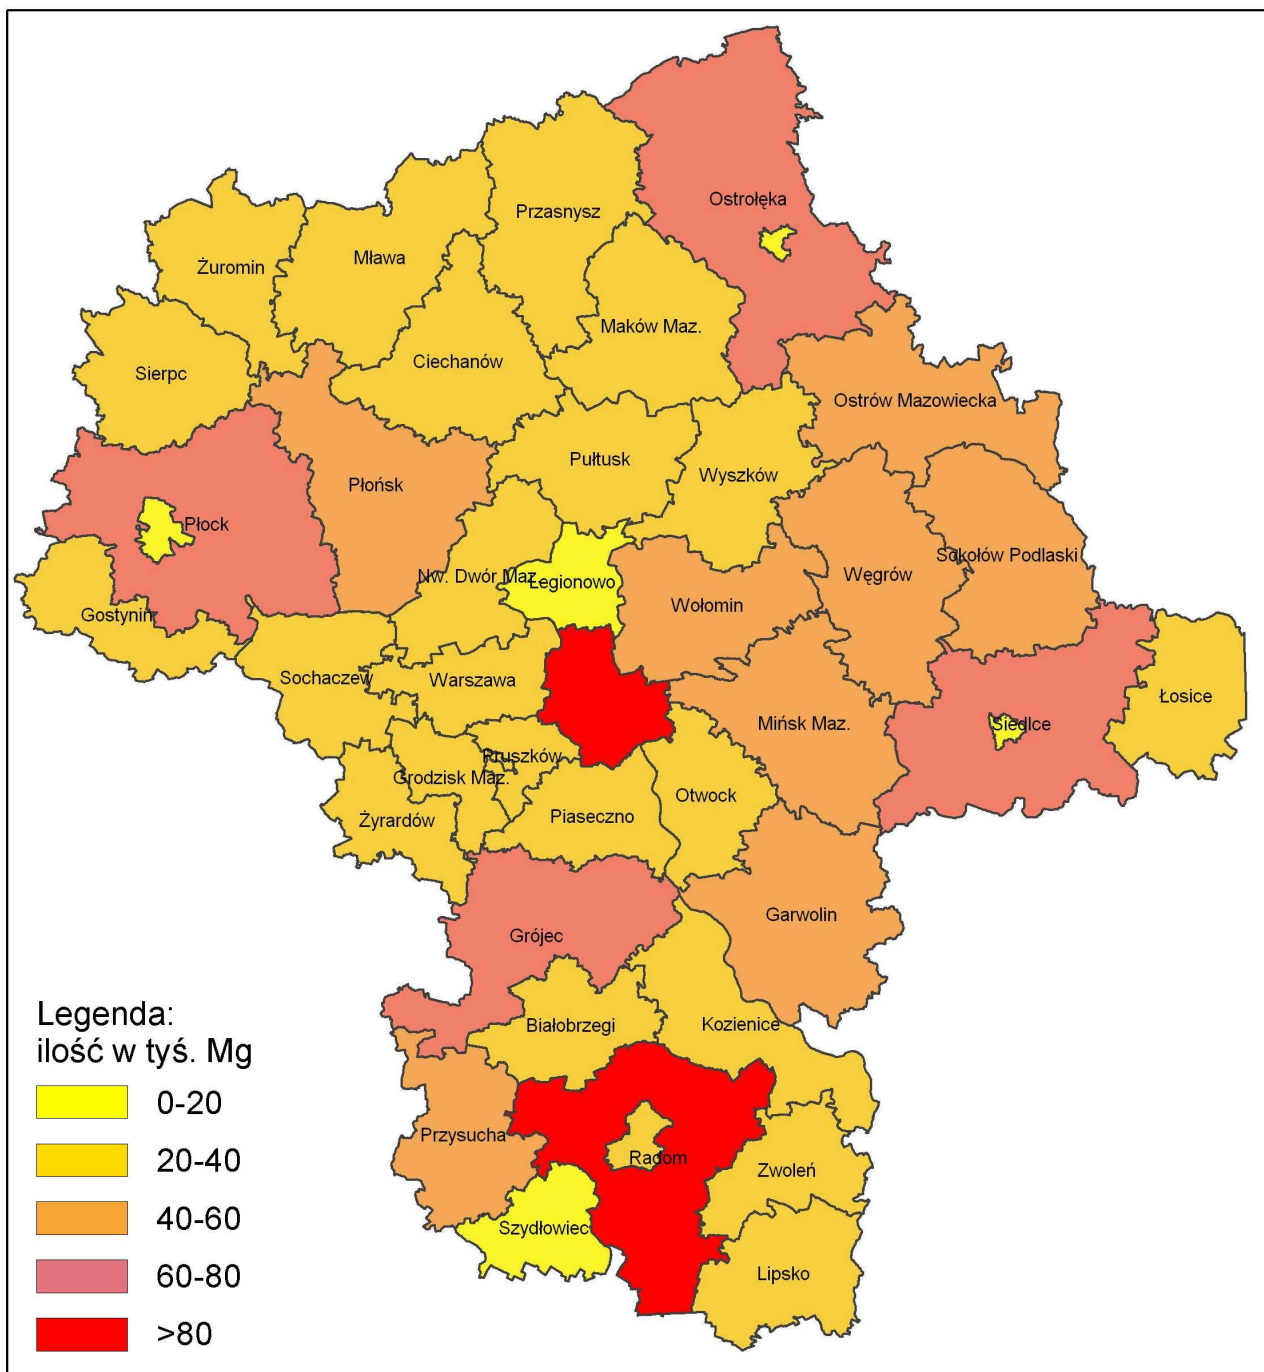 Ostrołęka
Przasnysz
Mława
Żuromin
Maków Maz.
Ciechanów
Sierpc
Ostrów Mazowiecka
Pułtusk
Wyszków
Płońsk
Płock
Sokołów Podlaski
Węgrów
Nw. Dwór Maz.
Legionowo
Wołomin
Gostynin
Sochaczew
Warszawa
Łosice
Siedlce
Mińsk Maz.
Pruszków
Grodzisk Maz.
Otwock
Żyrardów
Piaseczno
Garwolin
Grójec
Białobrzegi
Kozienice
Przysucha
Radom
Zwoleń
Szydłowiec
Lipsko
Legenda:
ilość w tyś. Mg
0-20
20-40
40-60
60-80
>80